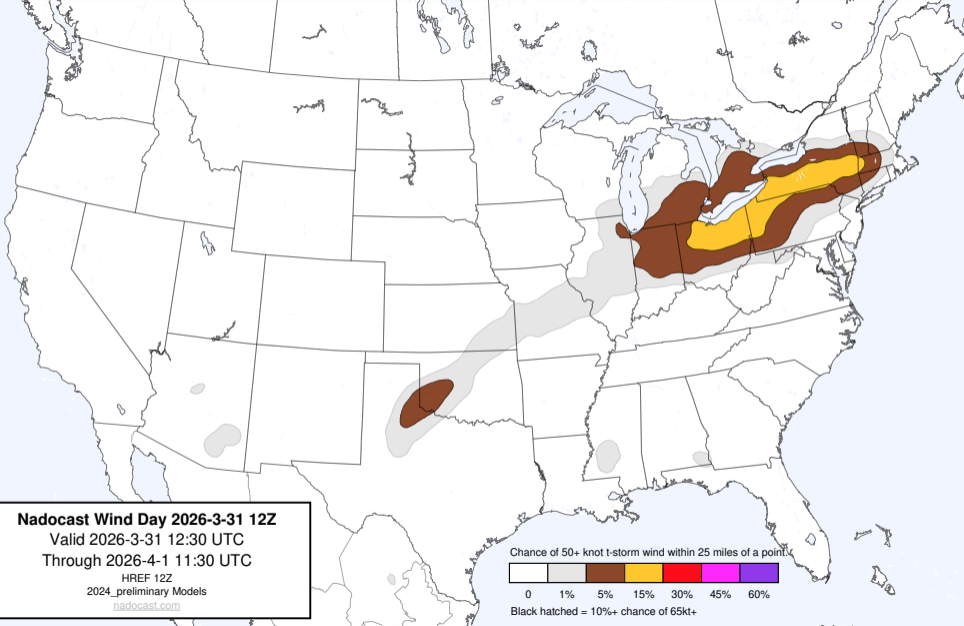 Nadocast Wind Day 2026-3-31 12Z
Valid 2026-3-31 12:30 UTC
Through 2026-4-1 11:30 UTC
HREF 12Z
2024_preliminary Models
nadocast.com
Chance of 50+ knot t-storm wind within 25 miles of a point.
0 1% 5% 15% 30% 45% 60%
Black hatched = 10%+ chance of 65kt+